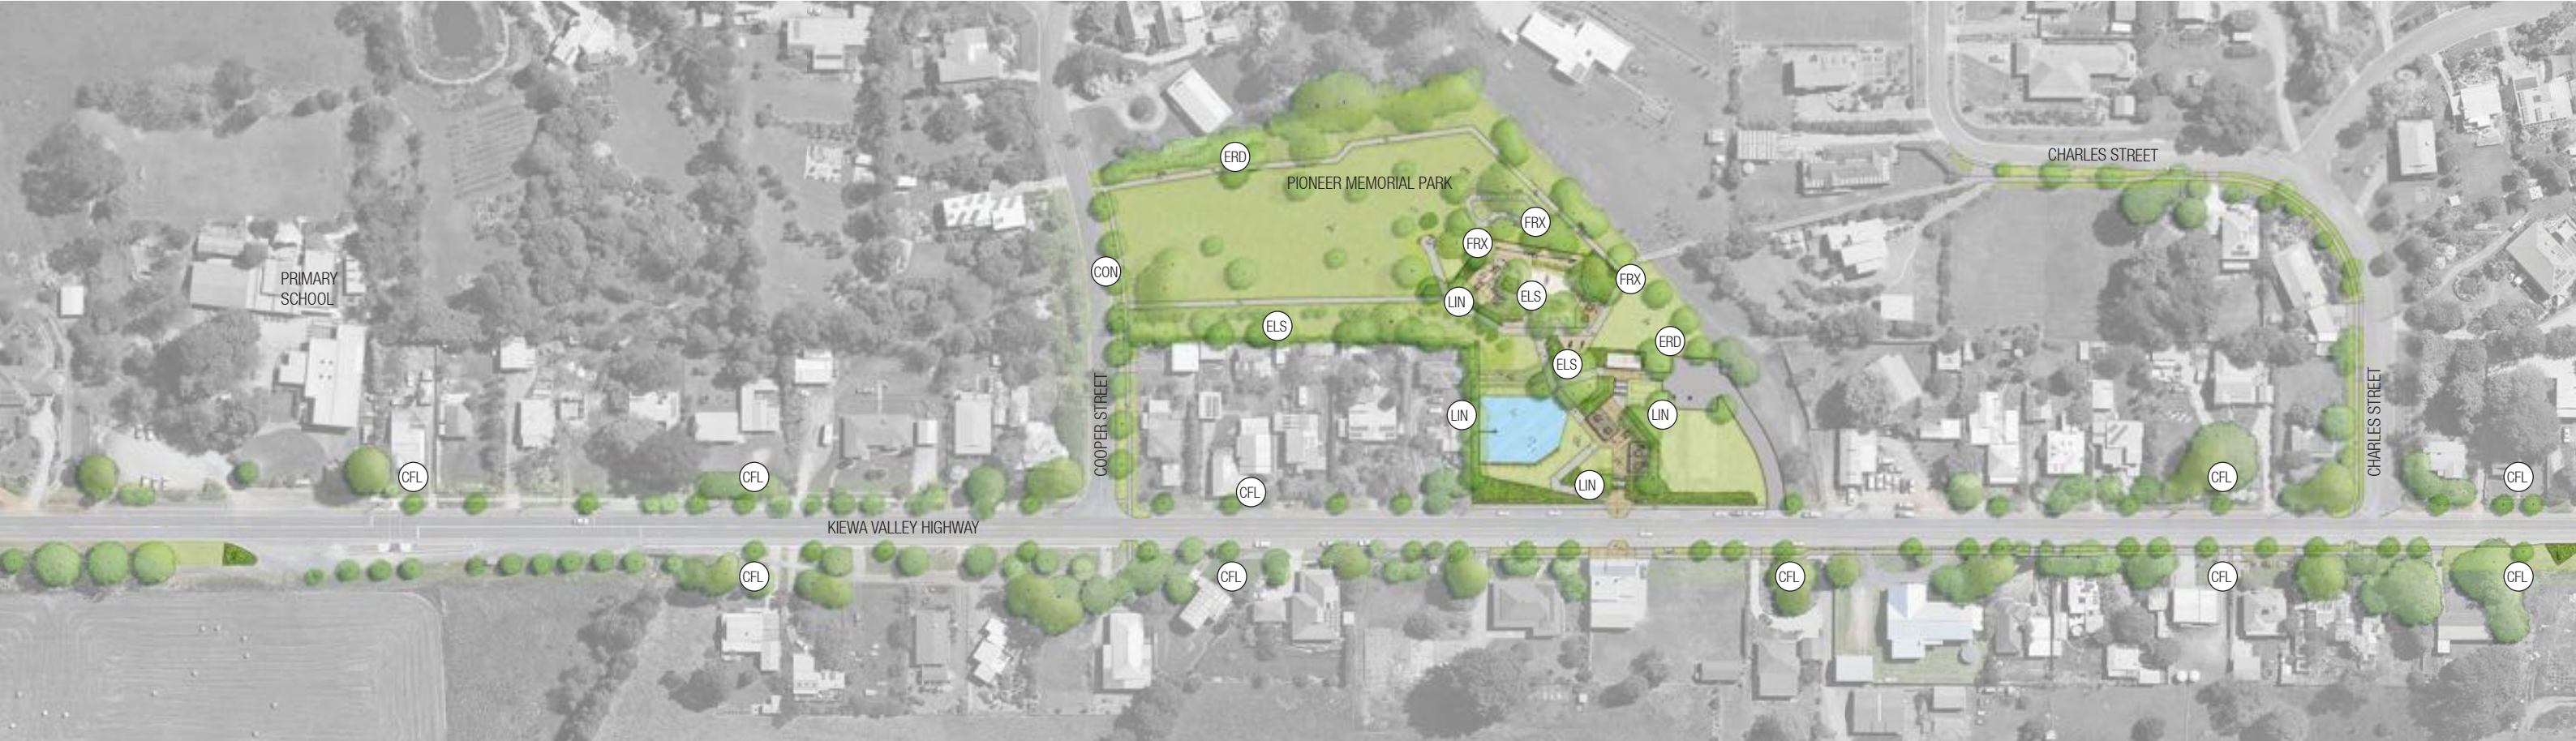 CHARLES STREET
ERD
PIONEER MEMORIAL PARK
FRX
FRX
CON
PRIMARY
SCHOOL
FRX
LIN
ELS
ELS
ERD
ELS
COOPER STREET
LIN
LIN
CHARLES STREET
CFL
CFL
CFL
LIN
CFL
CFL
KIEWA VALLEY HIGHWAY
CFL
CFL
CFL
CFL
CFL